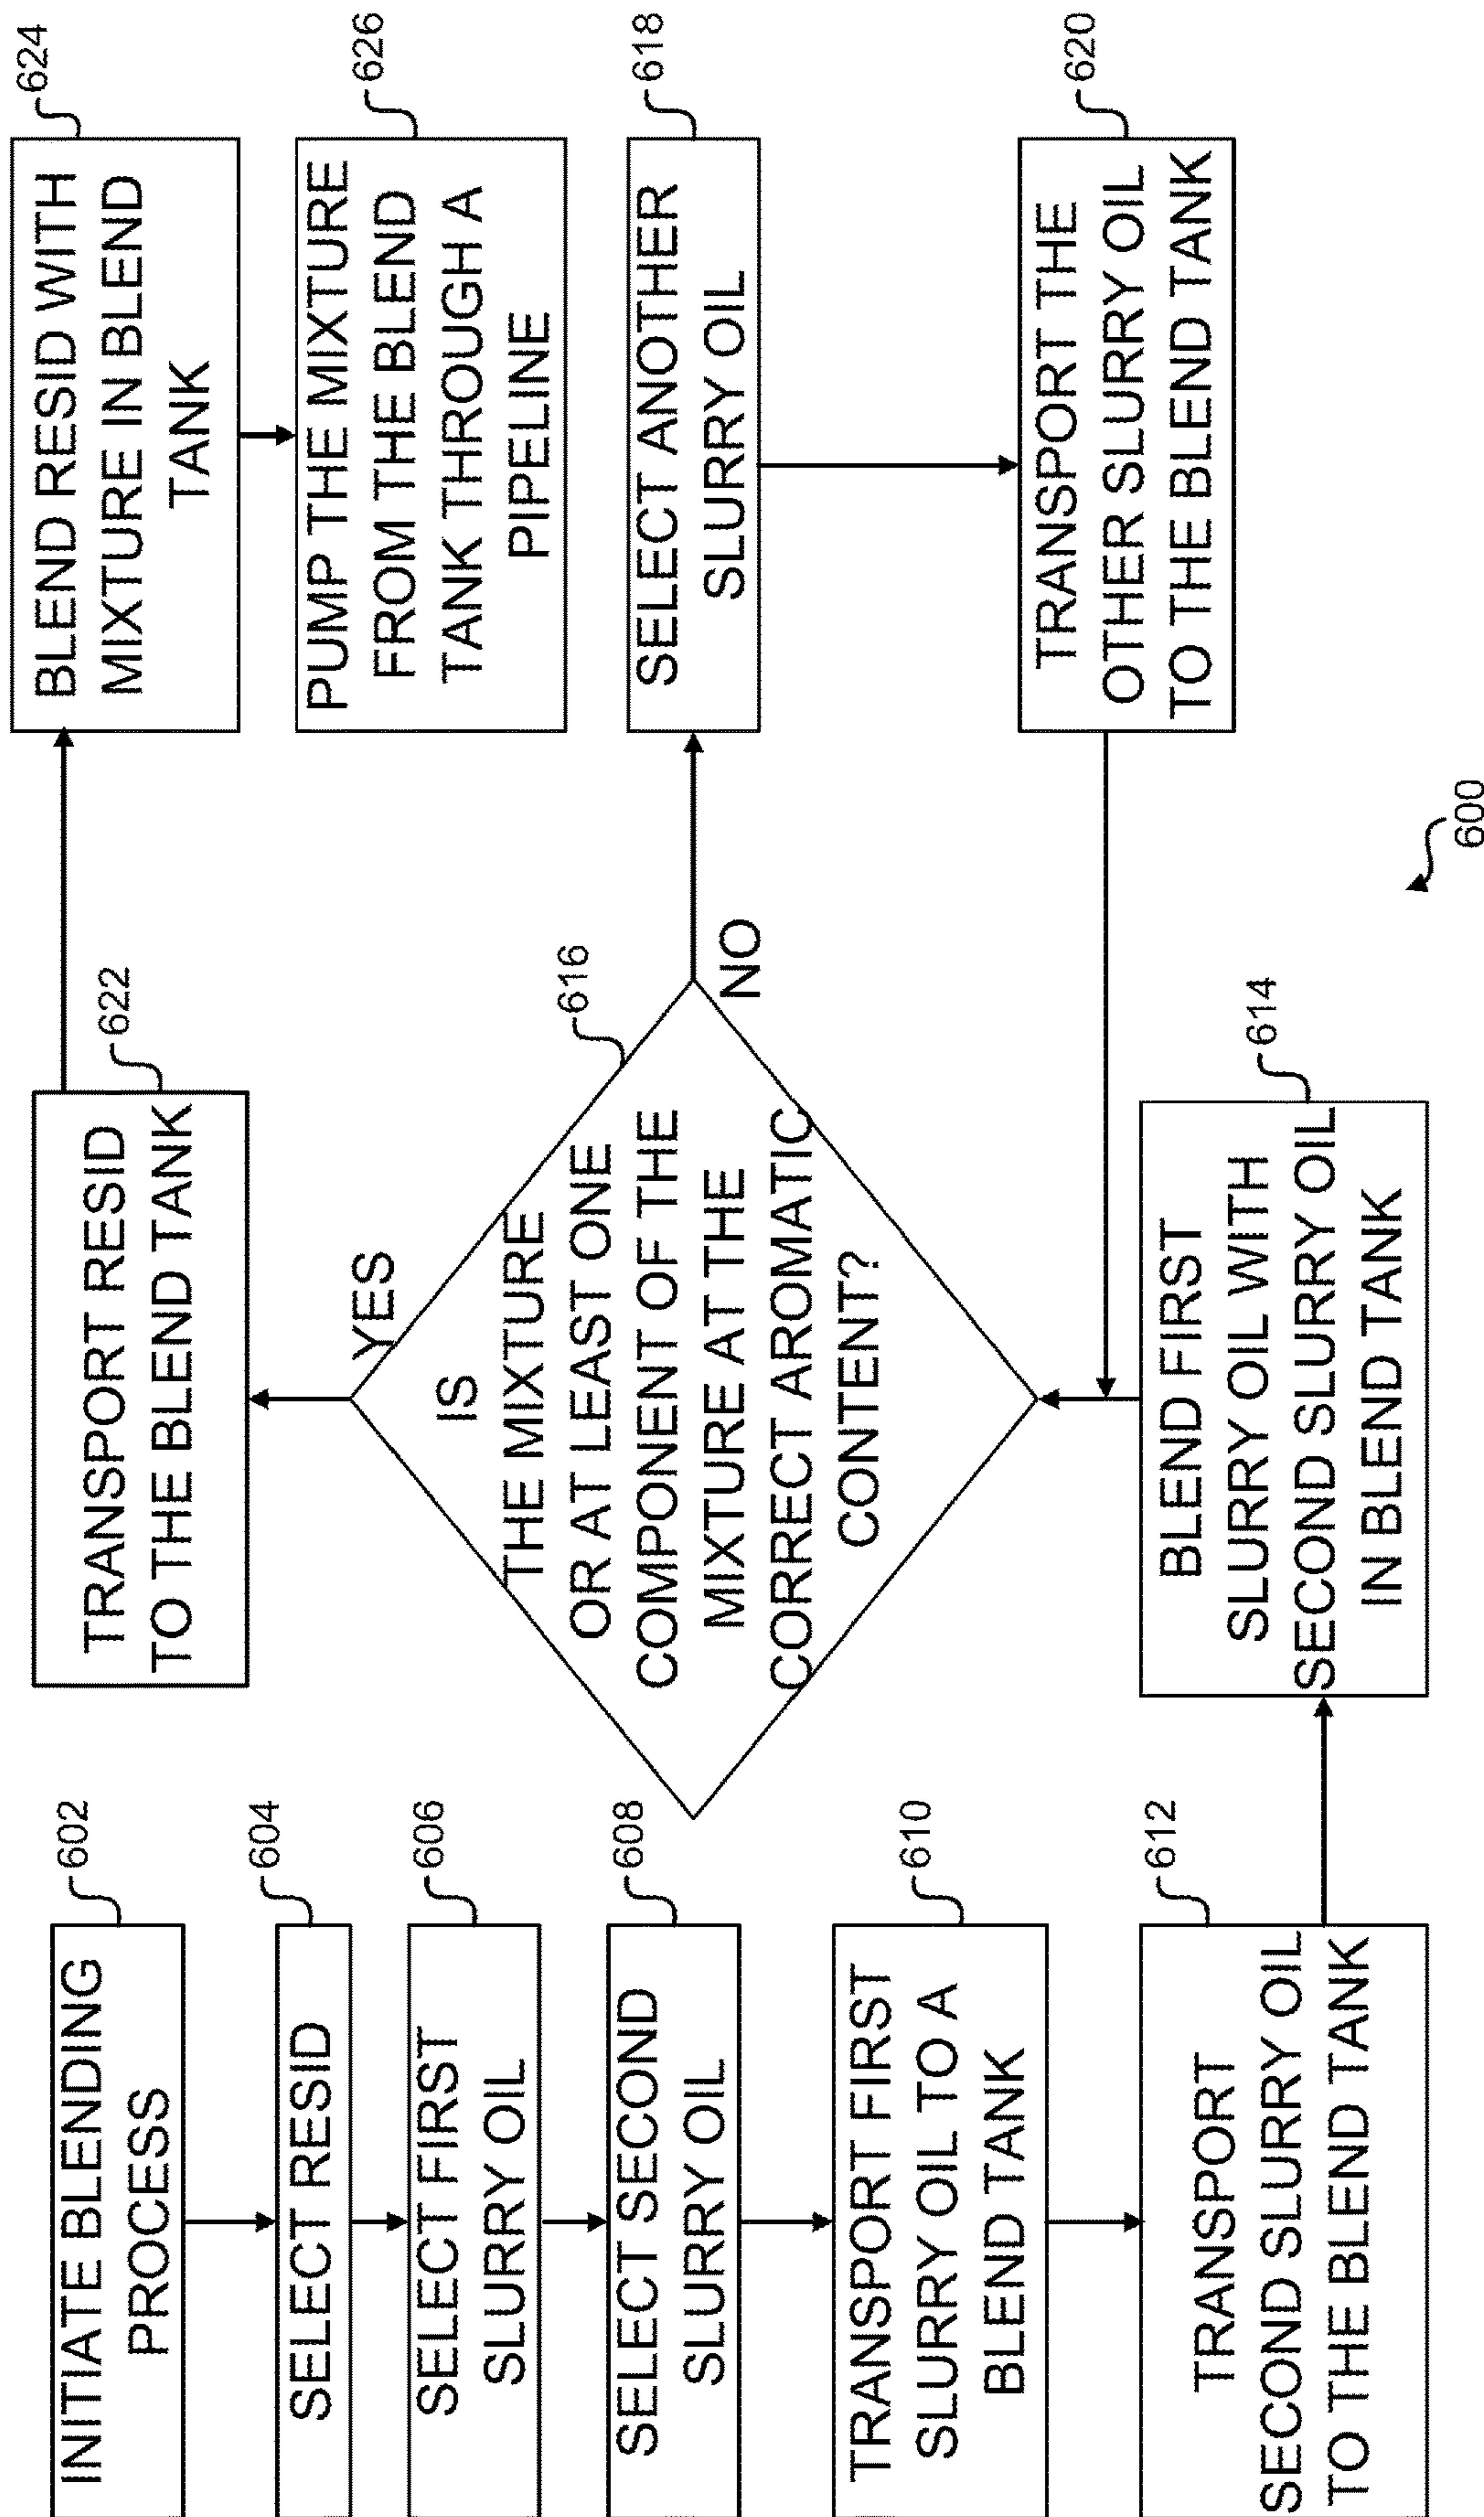 602
INITIATE BLENDING
PROCESS
604
SELECT RESID
606
SELECT FIRST
SLURRY OIL
608
SELECT SECOND
SLURRY OIL
610
TRANSPORT FIRST
SLURRY OIL TO A
BLEND TANK
612
TRANSPORT
SECOND SLURRY OIL
TO THE BLEND TANK
614
BLEND FIRST
SLURRY OIL WITH
SECOND SLURRY OIL
IN BLEND TANK
616
IS
THE MIXTURE
OR AT LEAST ONE
COMPONENT OF THE
MIXTURE AT THE
CORRECT AROMATIC
CONTENT?
YES
NO
622
TRANSPORT RESID
TO THE BLEND TANK
624
BLEND RESID WITH
MIXTURE IN BLEND
TANK
626
PUMP THE MIXTURE
FROM THE BLEND
TANK THROUGH A
PIPELINE
618
SELECT ANOTHER
SLURRY OIL
620
TRANSPORT THE
OTHER SLURRY OIL
TO THE BLEND TANK
600